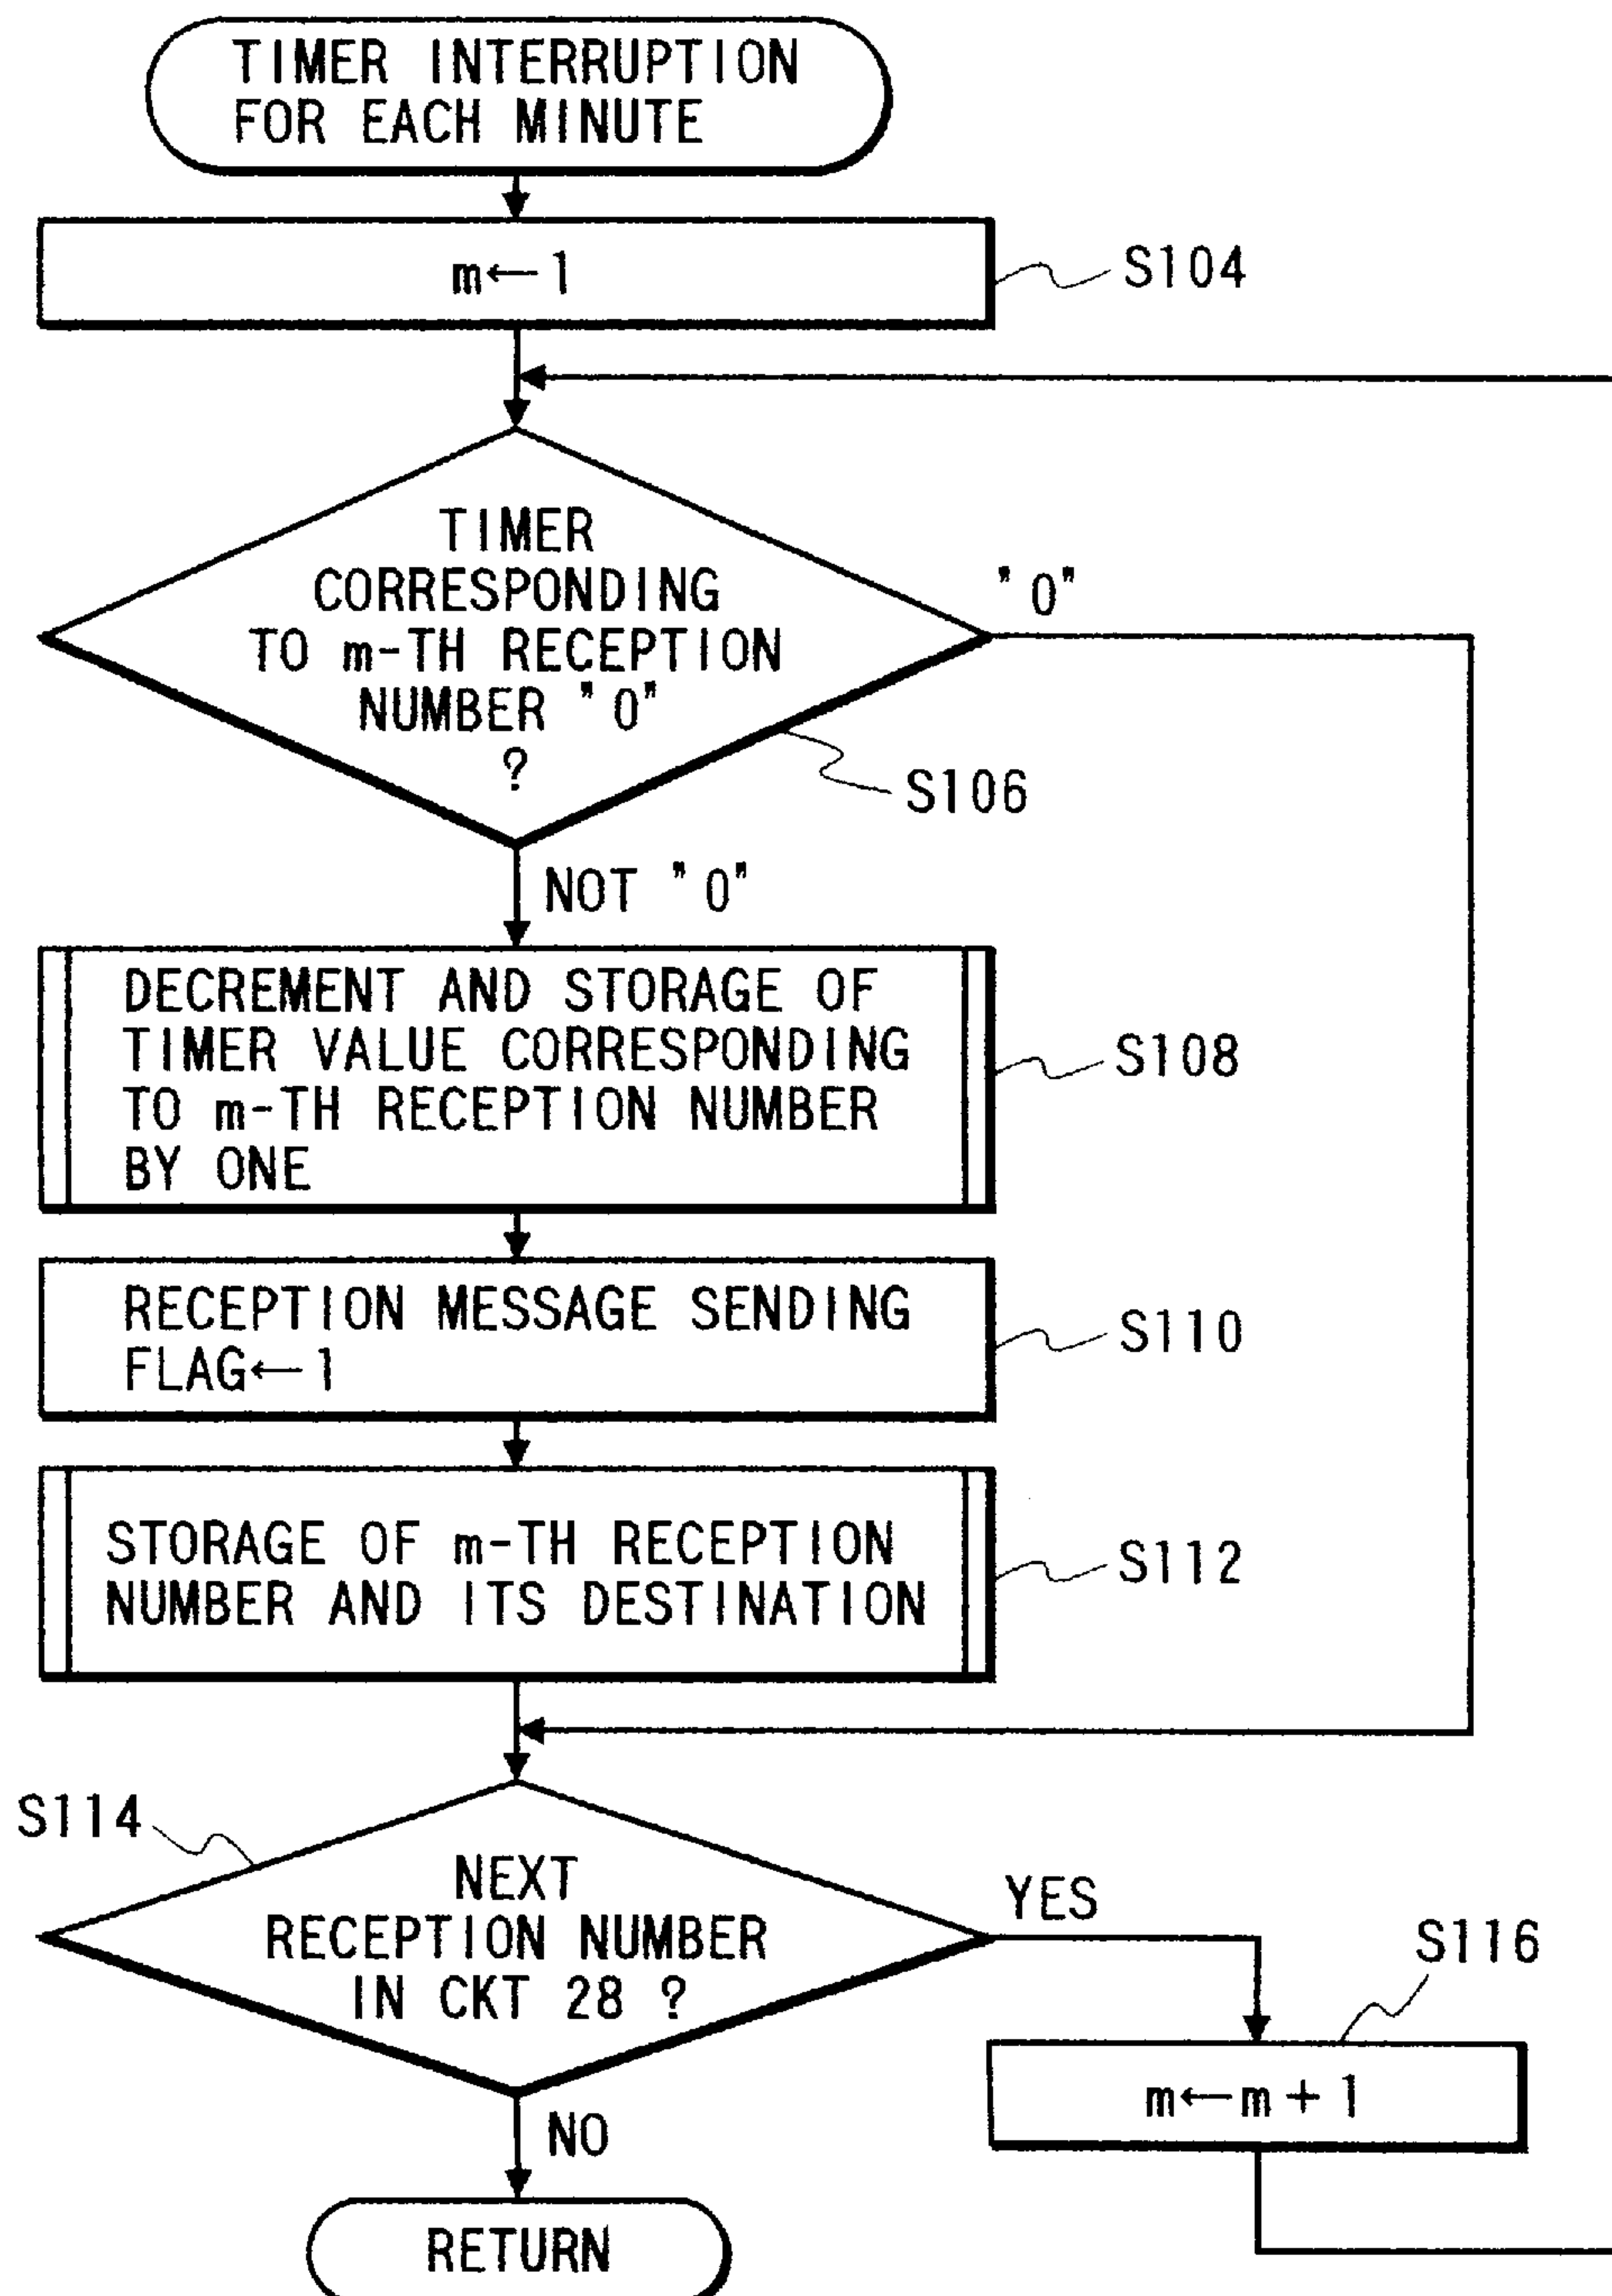 TIMER INTERRUPTION
FOR EACH MINUTE
m←1
S104
TIMER
CORRESPONDING
TO m-TH RECEPTION
NUMBER "0"
?
"0"
S106
NOT "0"
DECREMENT AND STORAGE OF
TIMER VALUE CORRESPONDING
TO m-TH RECEPTION NUMBER
BY ONE
S108
RECEPTION MESSAGE SENDING
FLAG←1
S110
STORAGE OF m-TH RECEPTION
NUMBER AND ITS DESTINATION
S112
S114
NEXT
RECEPTION NUMBER
IN CKT 28 ?
YES
S116
m←m+1
NO
RETURN